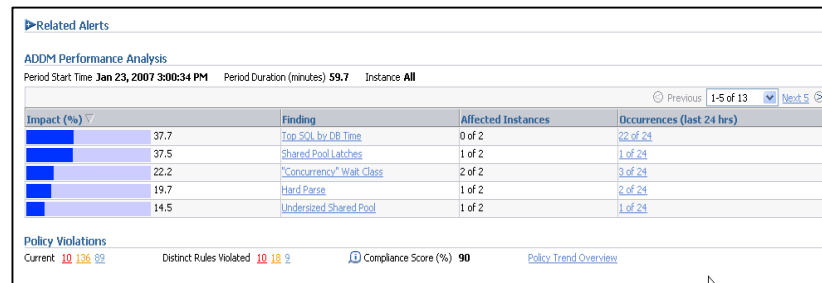 Related Alerts
ADDM Performance Analysis
Period Start Time Jan 23, 2007 3:00:34 PM Period Duration (minutes) 59.7 Instance All
Previous 1-5 of 13 Next 5
Impact (%) Finding Affected Instances Occurrences (last 24 hrs)
37.7 Top SQL by DB Time 0 of 2 22 of 24
37.5 Shared Pool Latches 1 of 2 1 of 24
22.2 "Concurrency" Wait Class 2 of 2 3 of 24
19.7 Hard Parse 1 of 2 2 of 24
14.5 Undersized Shared Pool 1 of 2 1 of 24
Policy Violations
Current 10 136 89 Distinct Rules Violated 10 18 9 Compliance Score (%) 90 Policy Trend Overview